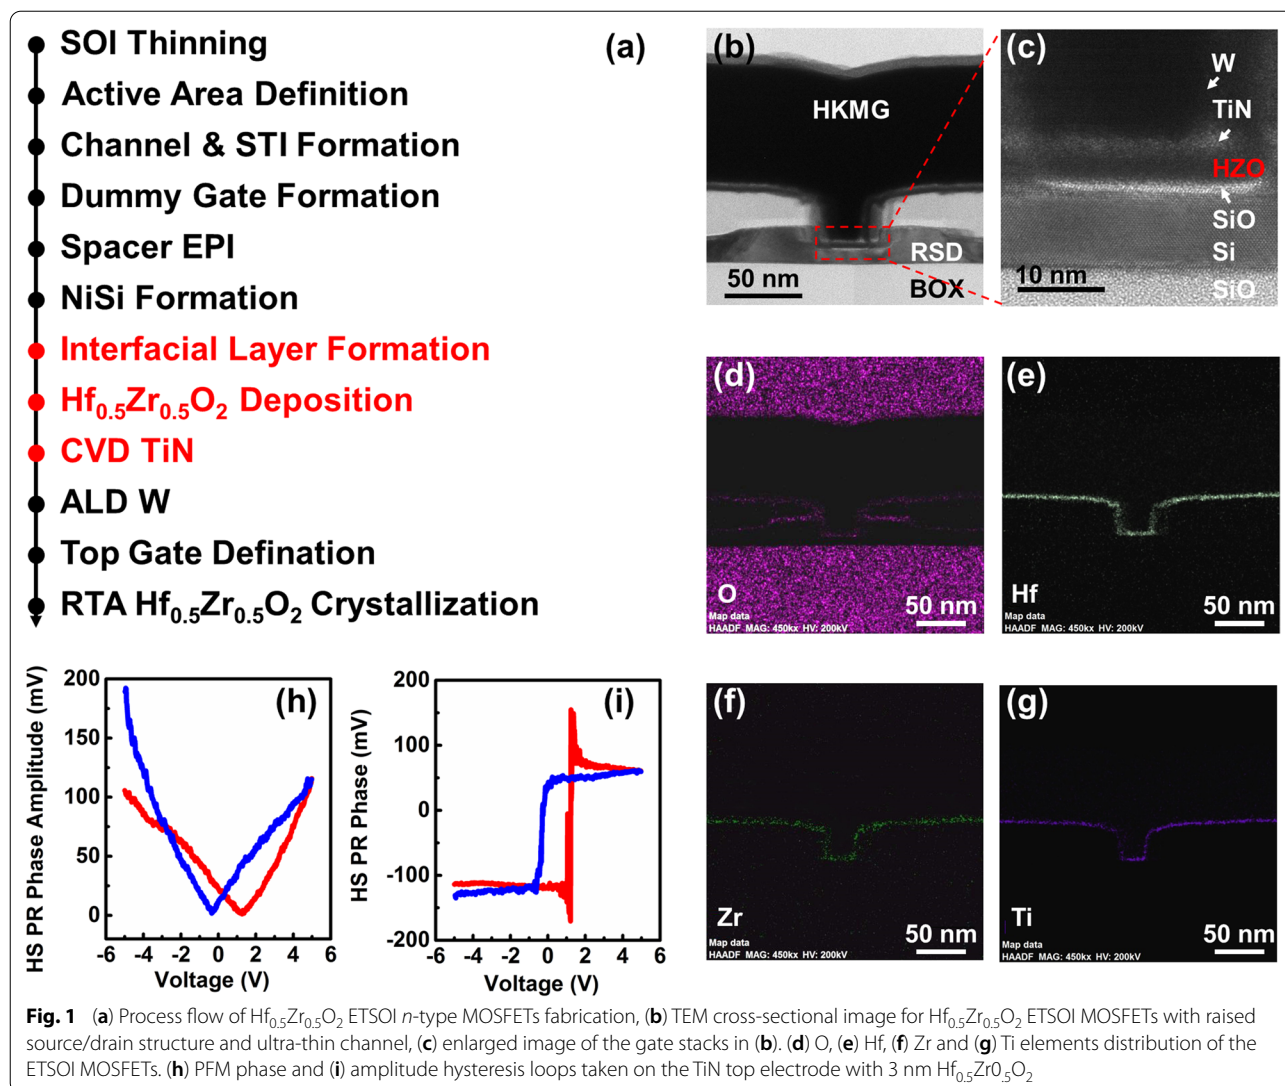 (a)
SOI Thinning
Active Area Definition
Channel & STI Formation
Dummy Gate Formation
Spacer EPI
NiSi Formation
Interfacial Layer Formation
Hf0.5Zr0.5O2 Deposition
CVD TiN
ALD W
Top Gate Defination
RTA Hf0.5Zr0.5O2 Crystallization
(b)
HKMG
RSD
50 nm
BOX
(c)
W
TiN
HZO
SiO
Si
10 nm
SiO
(d)
O
50 nm
Map data
HAADF MAG: 450kx HV: 200kV
(e)
Hf
50 nm
Map data
HAADF MAG: 450kx HV: 200kV
(h)
HS PR Phase Amplitude (mV)
200
150
100
50
0
-6 -4 -2 0 2 4 6
Voltage (V)
(i)
HS PR Phase (mV)
200
100
0
-100
-200
-6 -4 -2 0 2 4 6
Voltage (V)
(f)
Zr
50 nm
Map data
HAADF MAG: 450kx HV: 200kV
(g)
Ti
50 nm
Map data
HAADF MAG: 450kx HV: 200kV
Fig. 1 (a) Process flow of Hf0.5Zr0.5O2 ETSOI n-type MOSFETs fabrication, (b) TEM cross-sectional image for Hf0.5Zr0.5O2 ETSOI MOSFETs with raised
source/drain structure and ultra-thin channel, (c) enlarged image of the gate stacks in (b). (d) O, (e) Hf, (f) Zr and (g) Ti elements distribution of the
ETSOI MOSFETs. (h) PFM phase and (i) amplitude hysteresis loops taken on the TiN top electrode with 3 nm Hf0.5Zr0.5O2